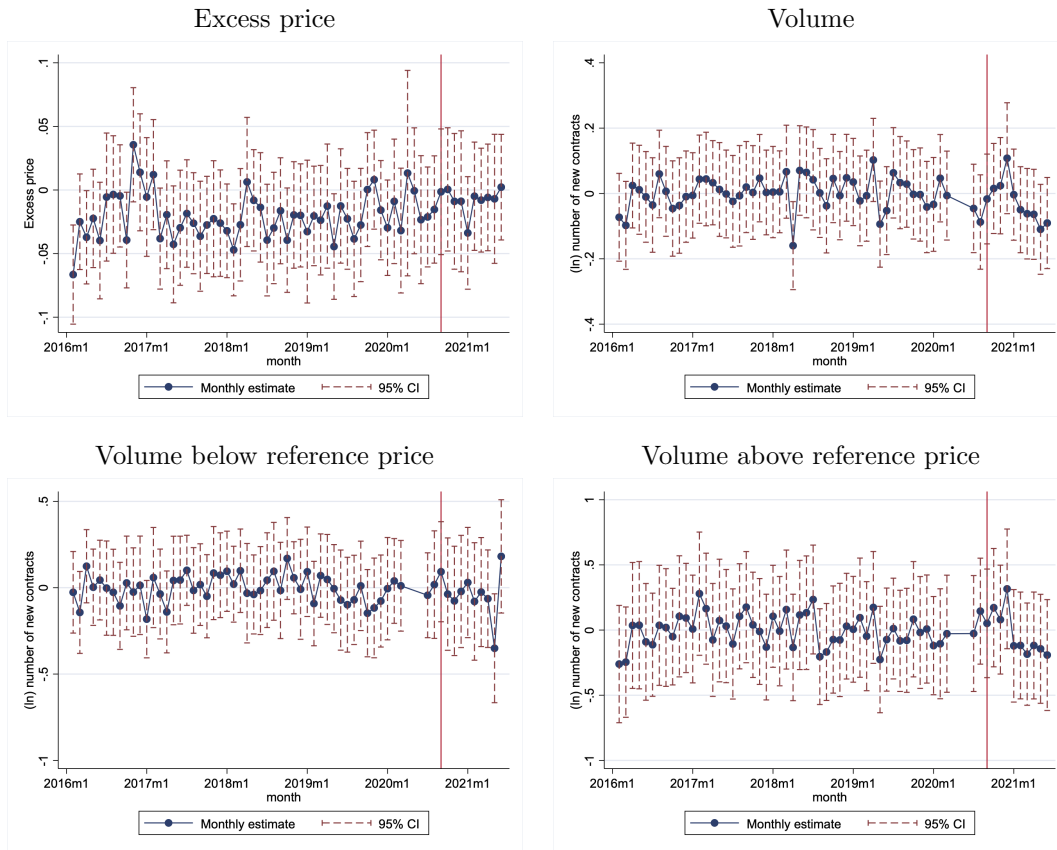 Excess price
.1
.05
0
.05
-.1
Excess price
2016m1 2017m1 2018m1 2019m1 2020m1 2021m1
month
Monthly estimate 95% CI
Volume
.4
.2
0
.2
-.4
(ln) number of new contracts
2016m1 2017m1 2018m1 2019m1 2020m1 2021m1
month
Monthly estimate 95% CI
Volume below reference price
.5
0
.5
-1
(ln) number of new contracts
2016m1 2017m1 2018m1 2019m1 2020m1 2021m1
month
Monthly estimate 95% CI
Volume above reference price
1
.5
0
.5
-1
(ln) number of new contracts
2016m1 2017m1 2018m1 2019m1 2020m1 2021m1
month
Monthly estimate 95% CI